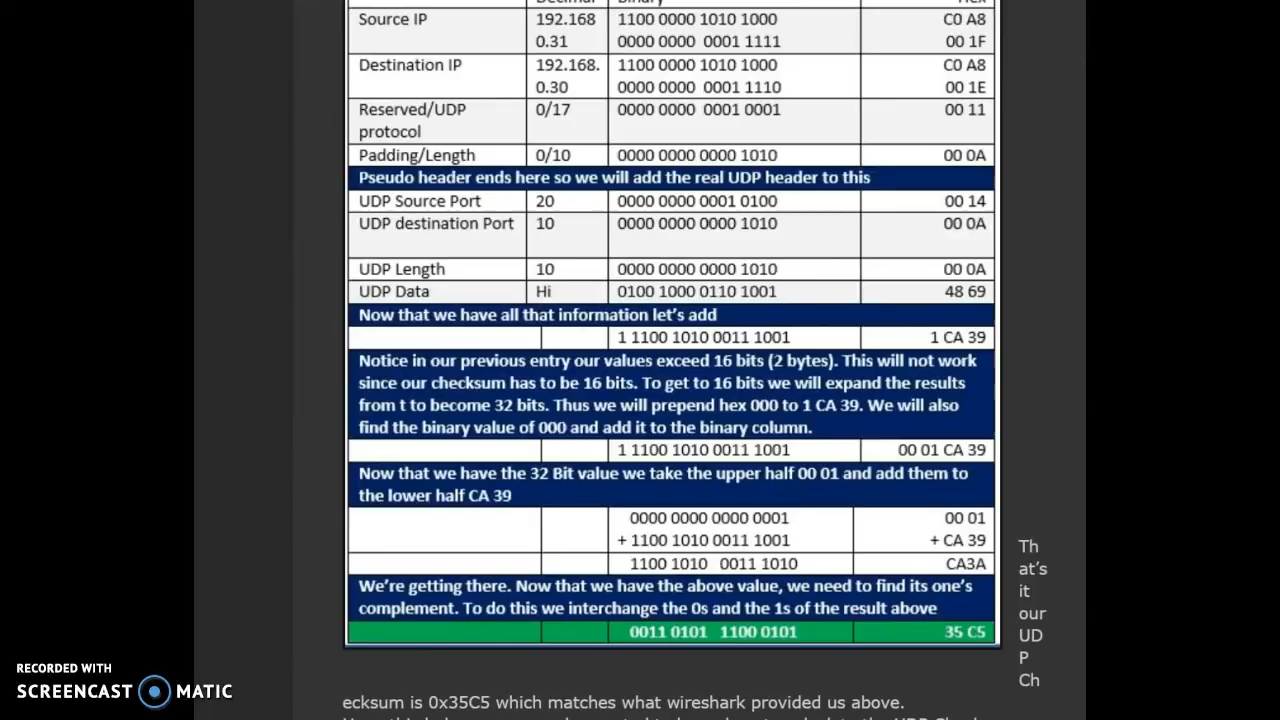 Decimal Binary Hex
Source IP 192.168 1100 0000 1010 1000 C0 A8
0.31 0000 0000 0001 1111 00 1F
Destination IP 192.168. 1100 0000 1010 1000 C0 A8
0.30 0000 0000 0001 1110 00 1E
Reserved/UDP 0/17 0000 0000 0001 0001 00 11
protocol
Padding/Length 0/10 0000 0000 0000 1010 00 0A
Pseudo header ends here so we will add the real UDP header to this
UDP Source Port 20 0000 0000 0001 0100 00 14
UDP destination Port 10 0000 0000 0000 1010 00 0A
UDP Length 10 0000 0000 0000 1010 00 0A
UDP Data Hi 0100 1000 0110 1001 48 69
Now that we have all that information let's add
1 1100 1010 0011 1001 1 CA 39
Notice in our previous entry our values exceed 16 bits (2 bytes). This will not work
since our checksum has to be 16 bits. To get to 16 bits we will expand the results
from t to become 32 bits. Thus we will prepend hex 000 to 1 CA 39. We will also
find the binary value of 000 and add it to the binary column.
1 1100 1010 0011 1001 00 01 CA 39
Now that we have the 32 Bit value we take the upper half 00 01 and add them to
the lower half CA 39
0000 0000 0000 0001 00 01
+ 1100 1010 0011 1001 + CA 39
1100 1010 0011 1010 CA3A
We're getting there. Now that we have the above value, we need to find its one's
complement. To do this we interchange the 0s and the 1s of the result above
0011 0101 1100 0101 35 C5
Th
at's
it
our
UD
P
Ch
ecksum is 0x35C5 which matches what wireshark provided us above.
RECORDED WITH
SCREENCAST MATIC